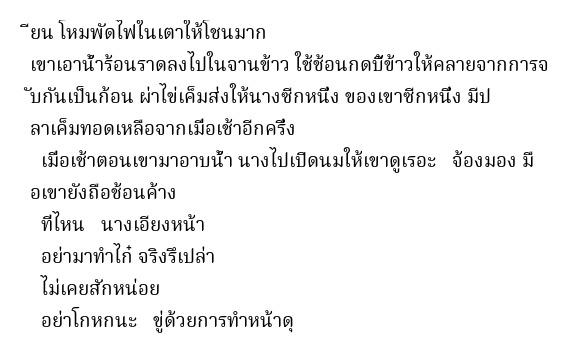 ียน โหมพัดไฟในเตาให้โชนมาก
เขาเอาน้ำร้อนราดลงไปในจานข้าว ใช้ช้อนกดบี้ข้าวให้คลายจากการจ
ับกันเป็นก้อน ผ่าไข่เค็มส่งให้นางซีกหนึ่ง ของเขาซีกหนึ่ง มีป
ลาเค็มทอดเหลือจากเมื่อเช้าอีกครึ่ง
เมื่อเช้าตอนเขามาอาบน้ำ นางไปเปิดนมให้เขาดูเรอะ จ้องมอง มื
อเขายังถือช้อนค้าง
ที่ไหน นางเอียงหน้า
อย่ามาทำไก๋ จริงรึเปล่า
ไม่เคยสักหน่อย
อย่าโกหกนะ ขู่ด้วยการทำหน้าดุ